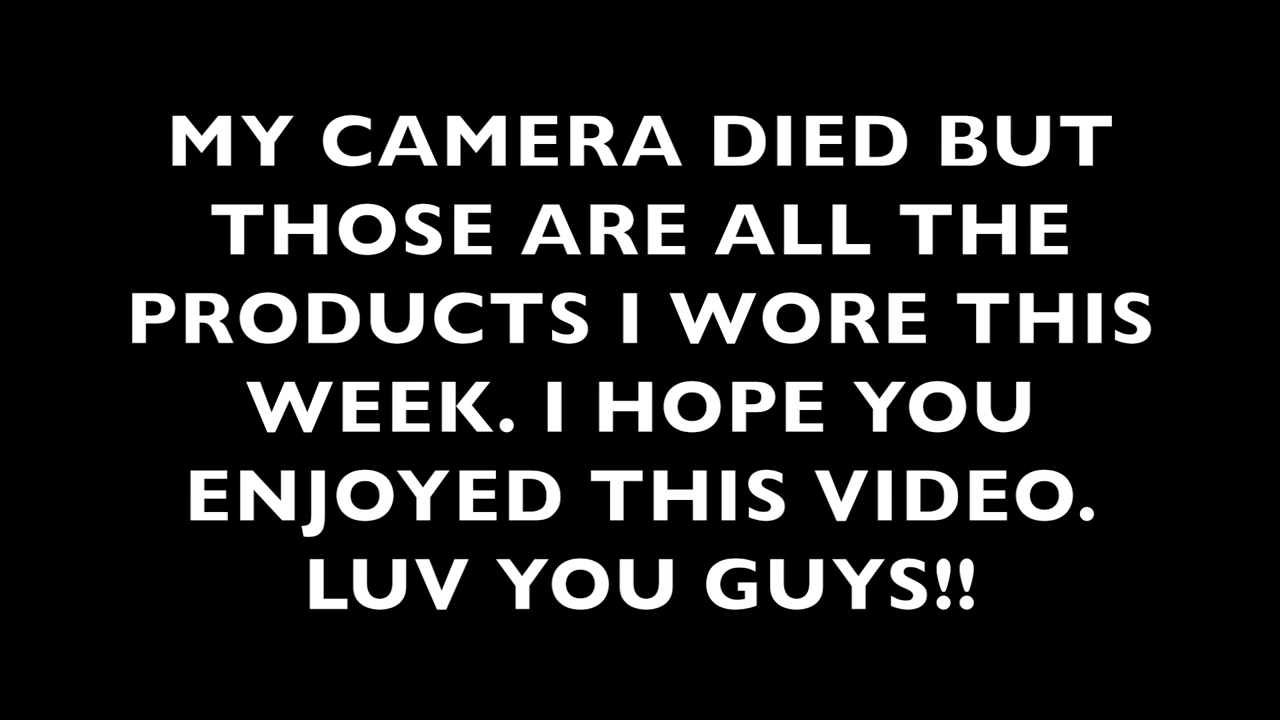 MY CAMERA DIED BUT
THOSE ARE ALL THE
PRODUCTS I WORE THIS
WEEK. I HOPE YOU
ENJOYED THIS VIDEO.
LUV YOU GUYS!!